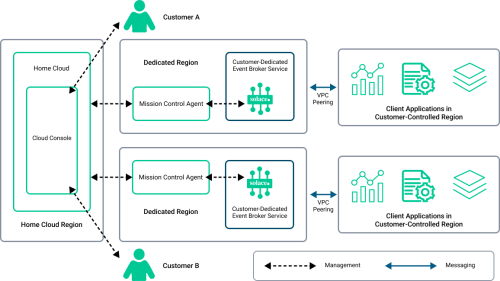 Customer A
Home Cloud
Cloud Console
Home Cloud Region
Dedicated Region
Mission Control Agent
Customer-Dedicated
Event Broker Service
solace.
VPC
Peering
Client Applications in
Customer-Controlled Region
Mission Control Agent
Dedicated Region
solace.
Customer-Dedicated
Event Broker Service
VPC
Peering
Client Applications in
Customer-Controlled Region
Customer B
Management
Messaging